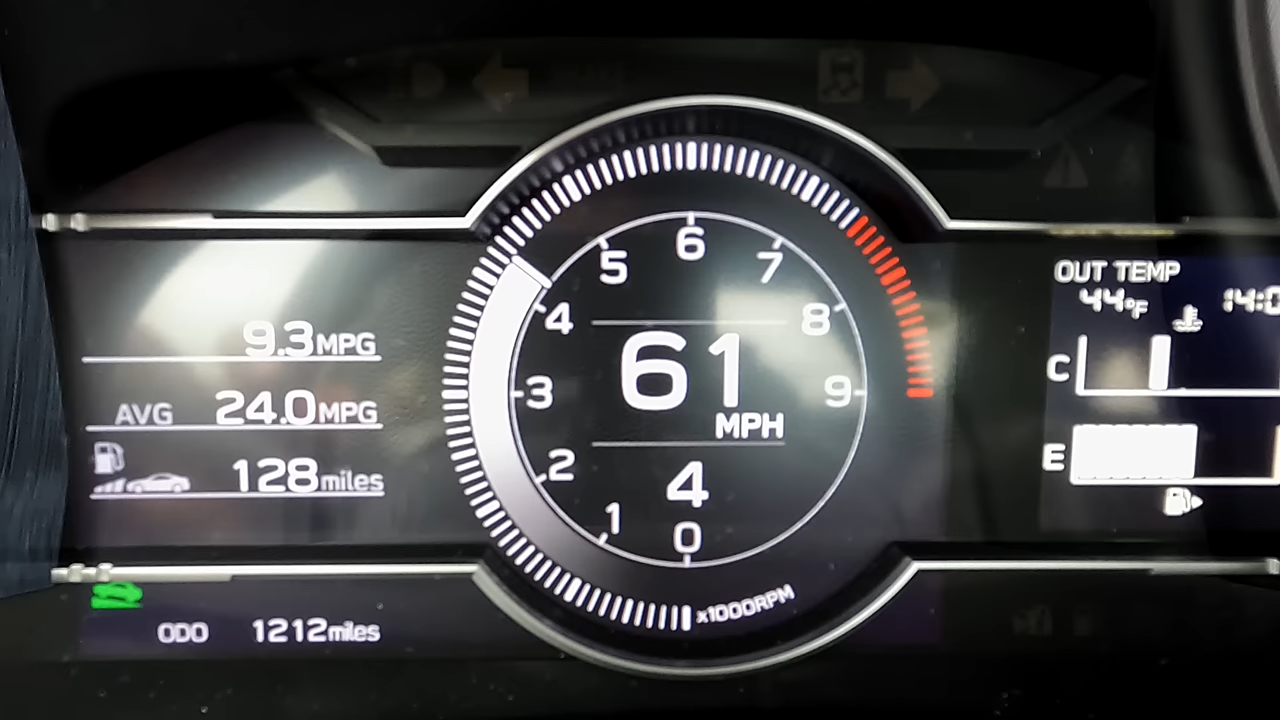 9.3MPG
AVG 24.0MPG
128miles
ODO 1212miles
6
5
7
4
8
61
MPH
3
9
2
4
1
0
x1000RPM
OUT TEMP
44°F
C
E